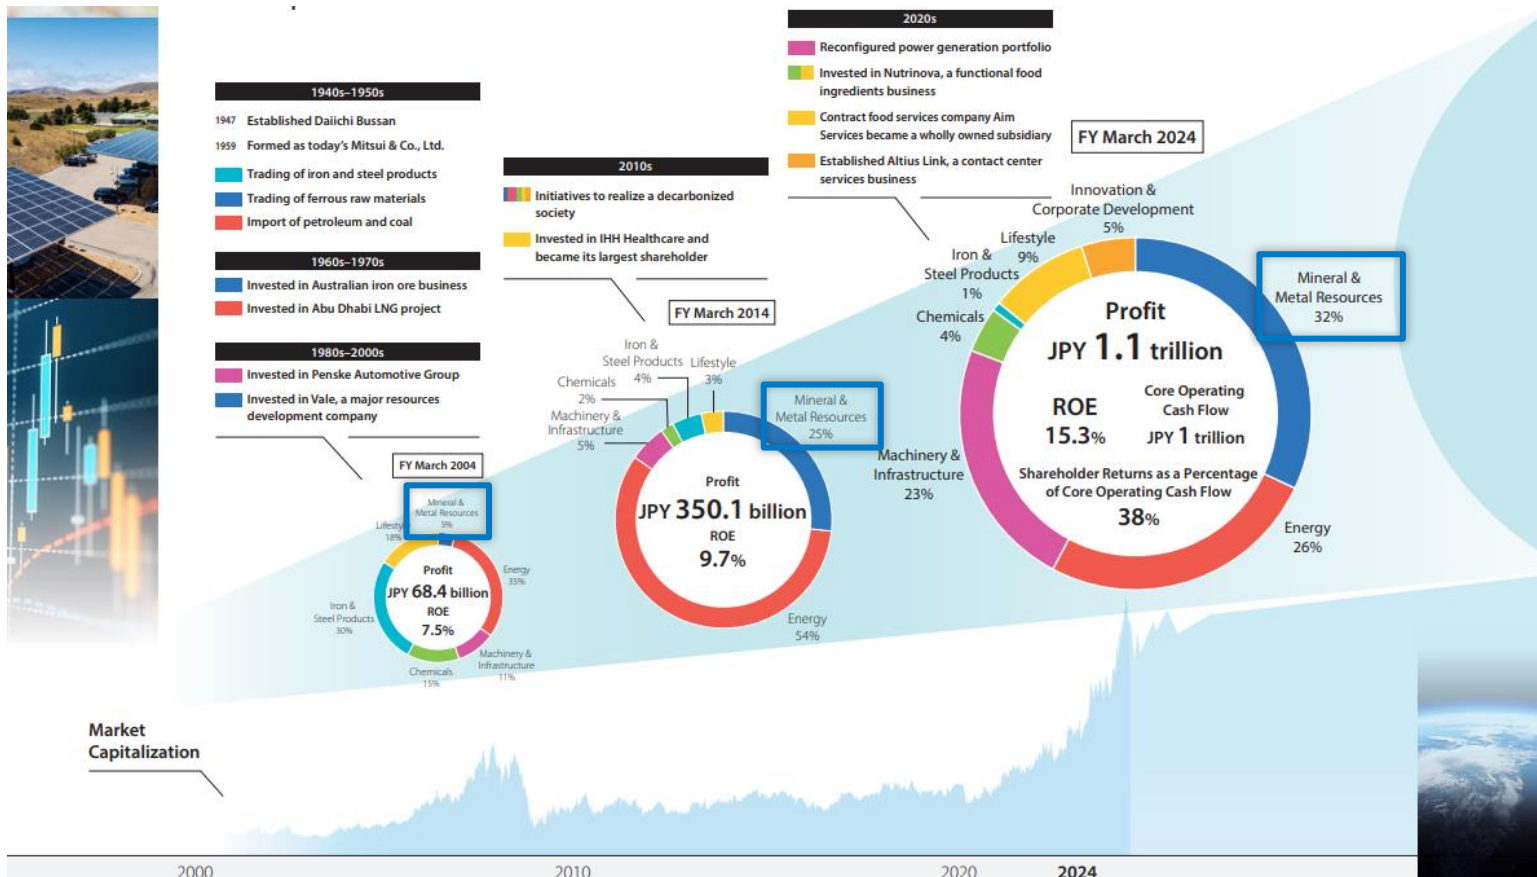 1940s–1950s
1947 Established Daiichi Bussan
1959 Formed as today's Mitsui & Co., Ltd.
Trading of iron and steel products
Trading of ferrous raw materials
Import of petroleum and coal
1960s–1970s
Invested in Australian iron ore business
Invested in Abu Dhabi LNG project
1980s–2000s
Invested in Penske Automotive Group
Invested in Vale, a major resources
development company
FY March 2004
Mineral &
Metal Resources
5%
Lifestyle
18%
Energy
35%
Iron &
Steel Products
30%
Machinery &
Infrastructure
11%
Chemicals
15%
Profit
JPY 68.4 billion
ROE
7.5%
2010s
Initiatives to realize a decarbonized
society
Invested in IHH Healthcare and
became its largest shareholder
FY March 2014
Iron &
Steel Products
4%
Lifestyle
3%
Chemicals
2%
Machinery &
Infrastructure
5%
Mineral &
Metal Resources
25%
Energy
54%
Profit
JPY 350.1 billion
ROE
9.7%
2020s
Reconfigured power generation portfolio
Invested in Nutrinova, a functional food
ingredients business
Contract food services company Aim
Services became a wholly owned subsidiary
Established Altius Link, a contact center
services business
FY March 2024
Innovation &
Corporate Development
5%
Lifestyle
9%
Iron &
Steel Products
1%
Chemicals
4%
Machinery &
Infrastructure
23%
Mineral &
Metal Resources
32%
Energy
26%
Profit
JPY 1.1 trillion
ROE
15.3%
Core Operating
Cash Flow
JPY 1 trillion
Shareholder Returns as a Percentage
of Core Operating Cash Flow
38%
Market
Capitalization
2000
2010
2020
2024